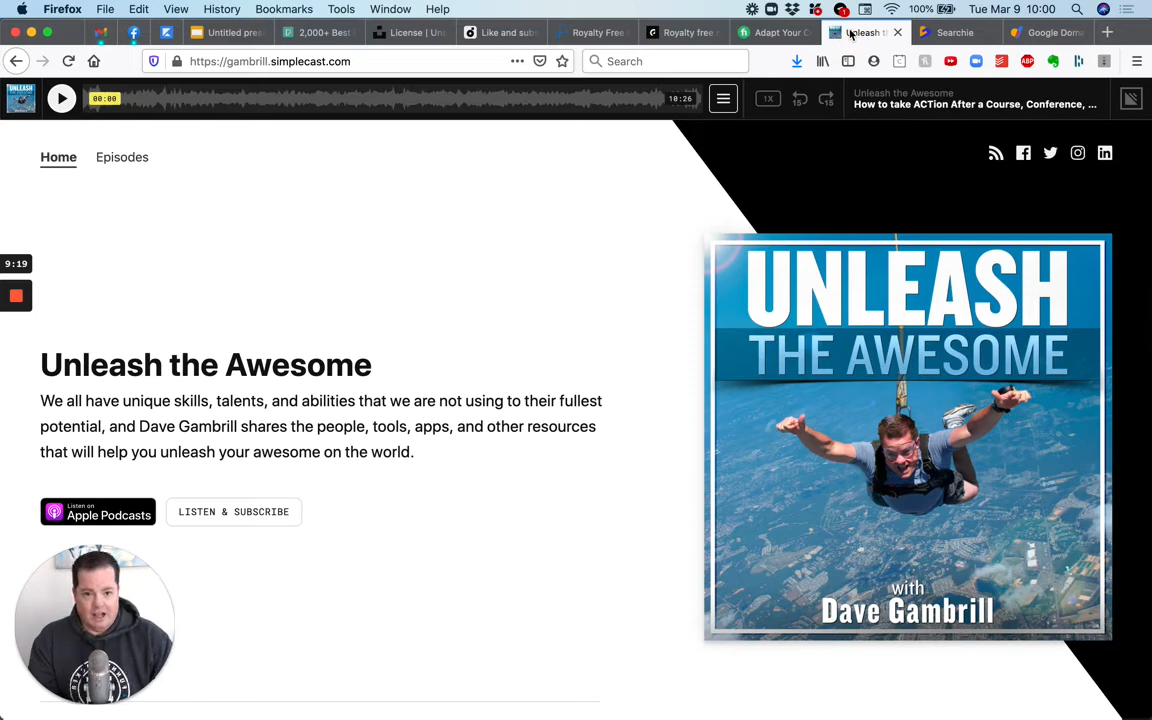 Firefox File Edit View History Bookmarks Tools Window Help 1 100% Tue Mar 9 10:00
Untitled pres 2,000+ Best License | Un Like and subs Royalty Free Royalty free Adapt Your C Unleash t Searchie Google Doma
https://gambrill.simplecast.com Search
00:00 10:26 1X 15 15
Unleash the Awesome
How to take ACTion After a Course, Conference, ...
Home Episodes
9:19
Unleash the Awesome
We all have unique skills, talents, and abilities that we are not using to their fullest
potential, and Dave Gambrill shares the people, tools, apps, and other resources
that will help you unleash your awesome on the world.
Listen on
Apple Podcasts
LISTEN & SUBSCRIBE
UNLEASH
THE AWESOME
with
Dave Gambrill